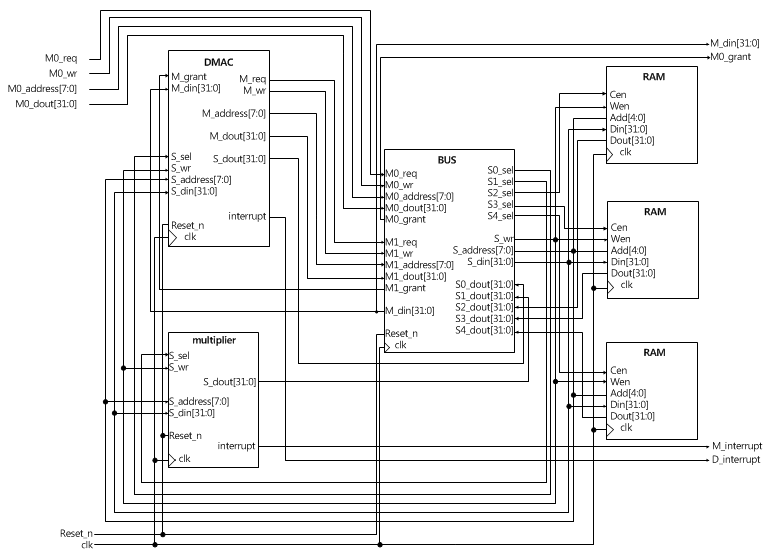 M0_req
M0_wr
M0_address[7:0]
M0_dout[31:0]
DMAC
M_grant
M_din[31:0]
M_req
M_wr
M_address[7:0]
M_dout[31:0]
S_dout[31:0]
S_sel
S_wr
S_address[7:0]
S_din[31:0]
interrupt
Reset_n
clk
multiplier
S_sel
S_wr
S_dout[31:0]
S_address[7:0]
S_din[31:0]
Reset_n
interrupt
clk
BUS
M0_req
M0_wr
M0_address[7:0]
M0_dout[31:0]
M0_grant
M1_req
M1_wr
M1_address[7:0]
M1_dout[31:0]
M1_grant
M_din[31:0]
Reset_n
clk
S0_sel
S1_sel
S2_sel
S3_sel
S4_sel
S_wr
S_address[7:0]
S_din[31:0]
S0_dout[31:0]
S1_dout[31:0]
S2_dout[31:0]
S3_dout[31:0]
S4_dout[31:0]
M_din[31:0]
M0_grant
RAM
Cen
Wen
Add[4:0]
Din[31:0]
Dout[31:0]
clk
RAM
Cen
Wen
Add[4:0]
Din[31:0]
Dout[31:0]
clk
RAM
Cen
Wen
Add[4:0]
Din[31:0]
Dout[31:0]
clk
M_interrupt
D_interrupt
Reset_n
clk